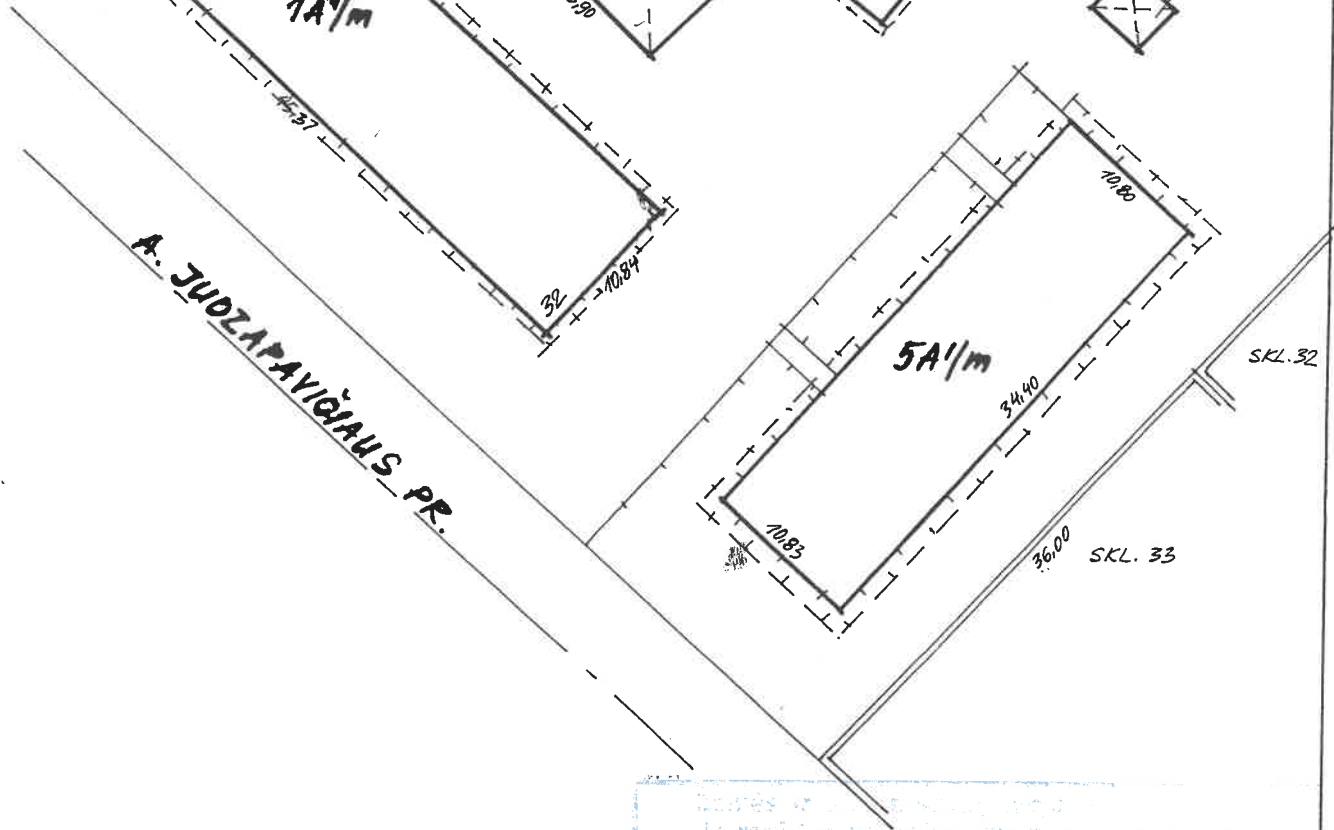 1A'/m
45,37
32
10,84
A. JUOZAPAVIČIAUS PR.
10,80
5A'/m
34,40
10,83
SKL. 32
36,00
SKL. 33